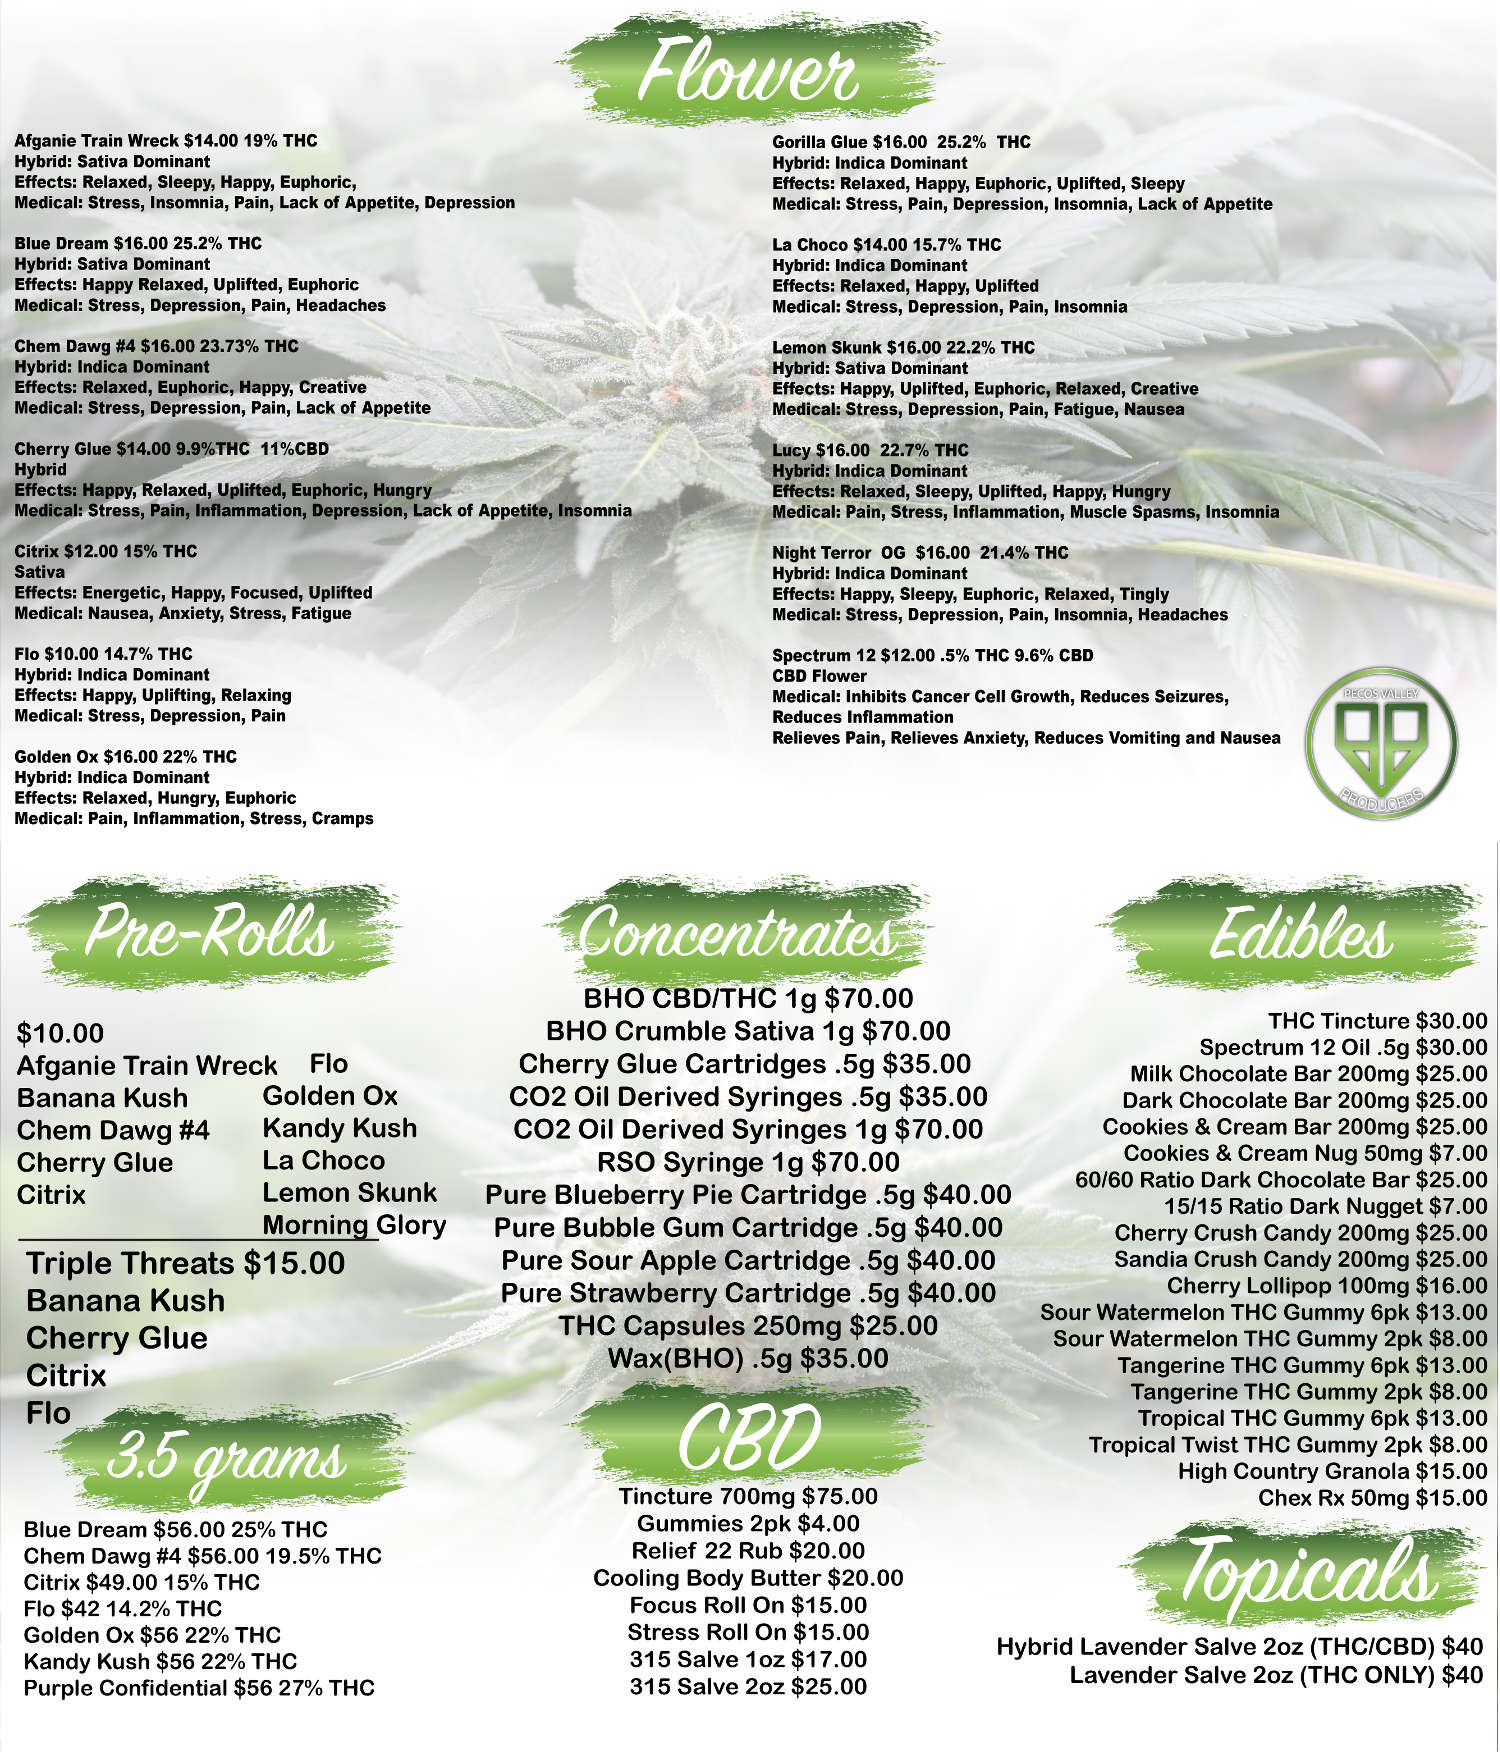 Flower
Afganie Train Wreck $14.00 19% THC
Hybrid: Sativa Dominant
Effects: Relaxed, Sleepy, Happy, Euphoric,
Medical: Stress, Insomnia, Pain, Lack of Appetite, Depression
Blue Dream $16.00 25.2% THC
Hybrid: Sativa Dominant
Effects: Happy Relaxed, Uplifted, Euphoric
Medical: Stress, Depression, Pain, Headaches
Chem Dawg #4 $16.00 23.73% THC
Hybrid: Indica Dominant
Effects: Relaxed, Euphoric, Happy, Creative
Medical: Stress, Depression, Pain, Lack of Appetite
Cherry Glue $14.00 9.9%THC 11%CBD
Hybrid
Effects: Happy, Relaxed, Uplifted, Euphoric, Hungry
Medical: Stress, Pain, Inflammation, Depression, Lack of Appetite, Insomnia
Citrix $12.00 15% THC
Sativa
Effects: Energetic, Happy, Focused, Uplifted
Medical: Nausea, Anxiety, Stress, Fatigue
Flo $10.00 14.7% THC
Hybrid: Indica Dominant
Effects: Happy, Uplifting, Relaxing
Medical: Stress, Depression, Pain
Golden Ox $16.00 22% THC
Hybrid: Indica Dominant
Effects: Relaxed, Hungry, Euphoric
Medical: Pain, Inflammation, Stress, Cramps
Gorilla Glue $16.00 25.2% THC
Hybrid: Indica Dominant
Effects: Relaxed, Happy, Euphoric, Uplifted, Sleepy
Medical: Stress, Pain, Depression, Insomnia, Lack of Appetite
La Choco $14.00 15.7% THC
Hybrid: Indica Dominant
Effects: Relaxed, Happy, Uplifted
Medical: Stress, Depression, Pain, Insomnia
Lemon Skunk $16.00 22.2% THC
Hybrid: Sativa Dominant
Effects: Happy, Uplifted, Euphoric, Relaxed, Creative
Medical: Stress, Depression, Pain, Fatigue, Nausea
Lucy $16.00 22.7% THC
Hybrid: Indica Dominant
Effects: Relaxed, Sleepy, Uplifted, Happy, Hungry
Medical: Pain, Stress, Inflammation, Muscle Spasms, Insomnia
Night Terror OG $16.00 21.4% THC
Hybrid: Indica Dominant
Effects: Happy, Sleepy, Euphoric, Relaxed, Tingly
Medical: Stress, Depression, Pain, Insomnia, Headaches
Spectrum 12 $12.00 .5% THC 9.6% CBD
CBD Flower
Medical: Inhibits Cancer Cell Growth, Reduces Seizures,
Reduces Inflammation
Relieves Pain, Relieves Anxiety, Reduces Vomiting and Nausea
PECOS VALLEY
PRODUCERS
Pre-Rolls
$10.00
Afganie Train Wreck
Banana Kush
Chem Dawg #4
Cherry Glue
Citrix
Flo
Golden Ox
Kandy Kush
La Choco
Lemon Skunk
Morning Glory
Triple Threats $15.00
Banana Kush
Cherry Glue
Citrix
Flo
3.5 grams
Blue Dream $56.00 25% THC
Chem Dawg #4 $56.00 19.5% THC
Citrix $49.00 15% THC
Flo $42 14.2% THC
Golden Ox $56 22% THC
Kandy Kush $56 22% THC
Purple Confidential $56 27% THC
Concentrates
BHO CBD/THC 1g $70.00
BHO Crumble Sativa 1g $70.00
Cherry Glue Cartridges .5g $35.00
CO2 Oil Derived Syringes .5g $35.00
CO2 Oil Derived Syringes 1g $70.00
RSO Syringe 1g $70.00
Pure Blueberry Pie Cartridge .5g $40.00
Pure Bubble Gum Cartridge .5g $40.00
Pure Sour Apple Cartridge .5g $40.00
Pure Strawberry Cartridge .5g $40.00
THC Capsules 250mg $25.00
Wax(BHO) .5g $35.00
CBD
Tincture 700mg $75.00
Gummies 2pk $4.00
Relief 22 Rub $20.00
Cooling Body Butter $20.00
Focus Roll On $15.00
Stress Roll On $15.00
315 Salve 1oz $17.00
315 Salve 2oz $25.00
Edibles
THC Tincture $30.00
Spectrum 12 Oil .5g $30.00
Milk Chocolate Bar 200mg $25.00
Dark Chocolate Bar 200mg $25.00
Cookies & Cream Bar 200mg $25.00
Cookies & Cream Nug 50mg $7.00
60/60 Ratio Dark Chocolate Bar $25.00
15/15 Ratio Dark Nugget $7.00
Cherry Crush Candy 200mg $25.00
Sandia Crush Candy 200mg $25.00
Cherry Lollipop 100mg $16.00
Sour Watermelon THC Gummy 6pk $13.00
Sour Watermelon THC Gummy 2pk $8.00
Tangerine THC Gummy 6pk $13.00
Tangerine THC Gummy 2pk $8.00
Tropical THC Gummy 6pk $13.00
Tropical Twist THC Gummy 2pk $8.00
High Country Granola $15.00
Chex Rx 50mg $15.00
Topicals
Hybrid Lavender Salve 2oz (THC/CBD) $40
Lavender Salve 2oz (THC ONLY) $40